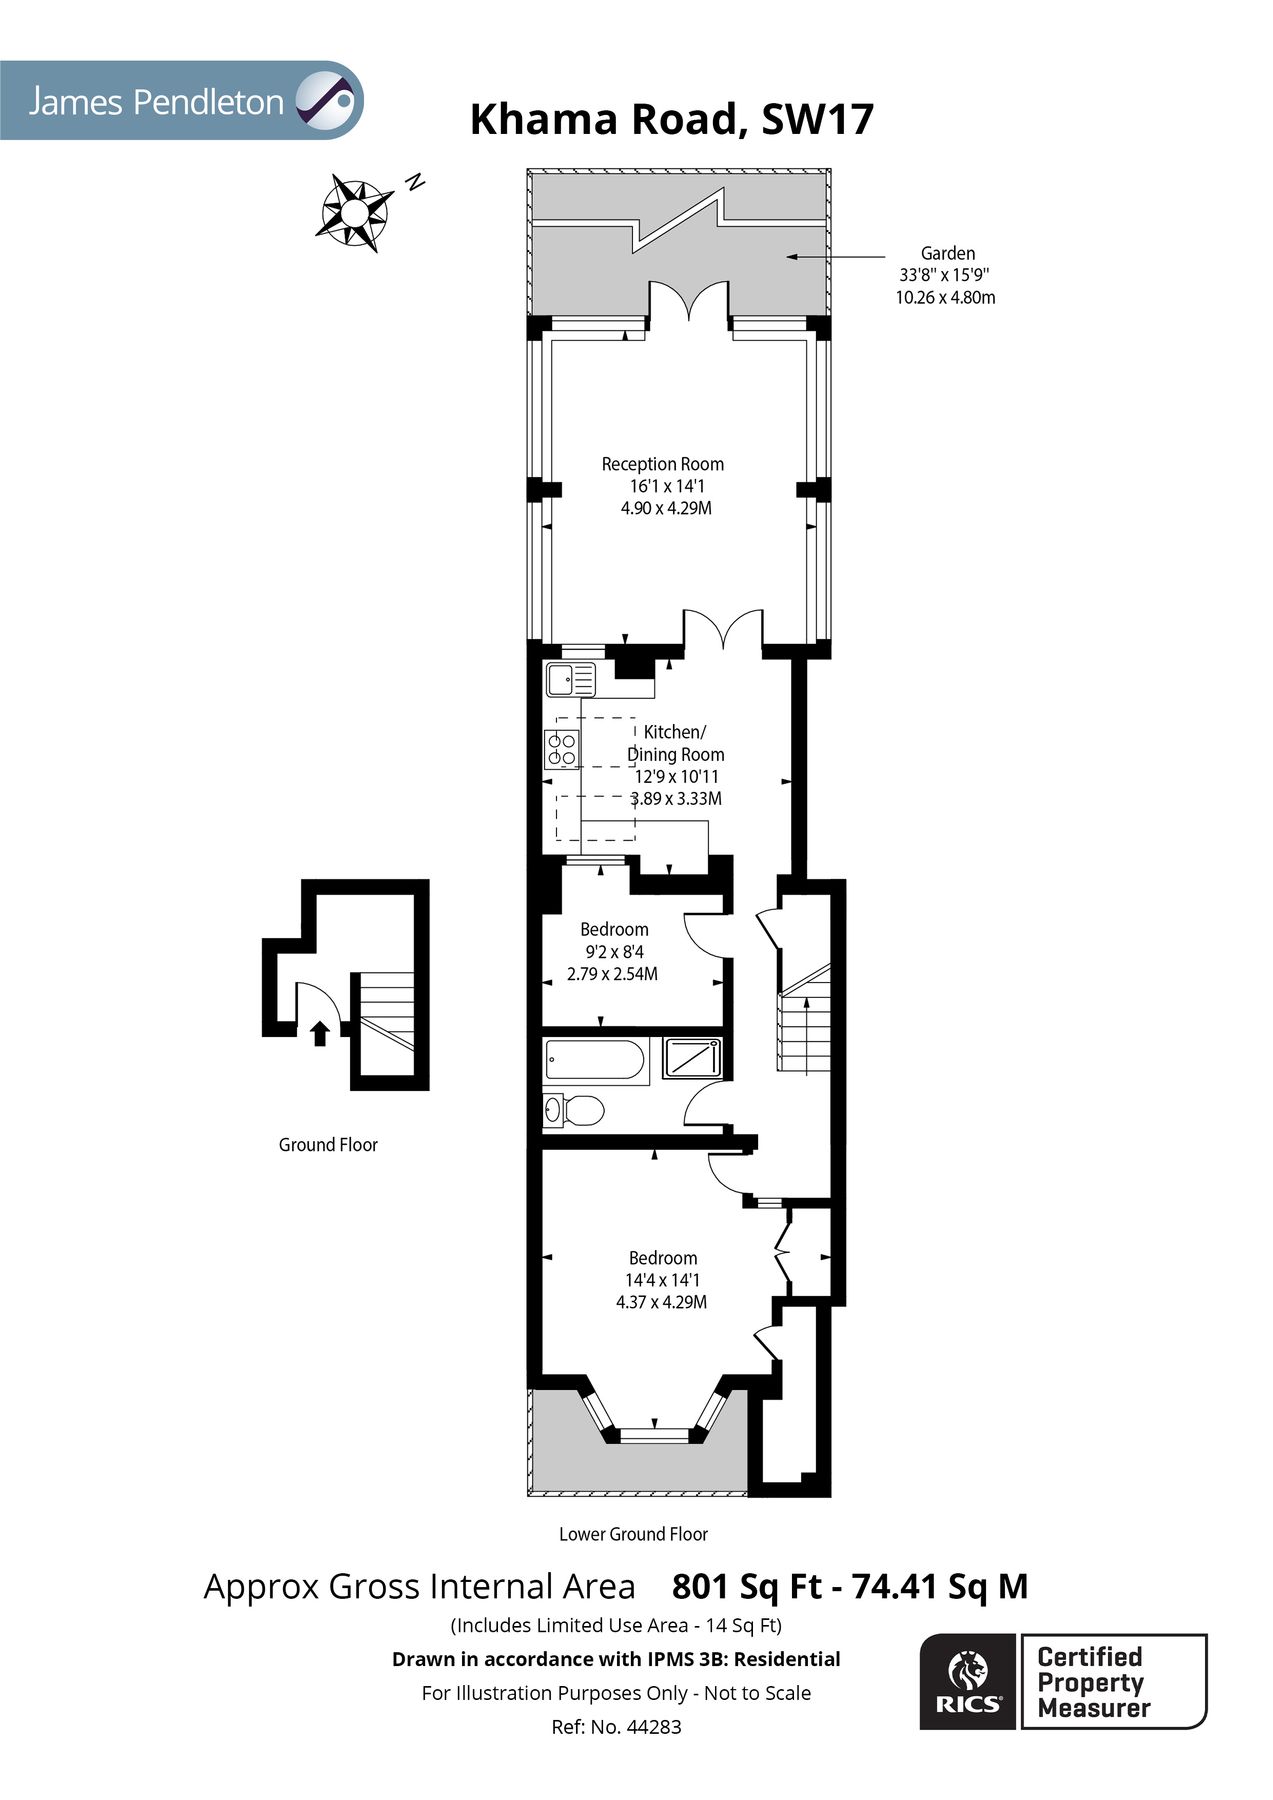 James Pendleton
Khama Road, SW17
N
Garden
33'8" x 15'9"
10.26 x 4.80m
Reception Room
16'1 x 14'1
4.90 x 4.29M
Kitchen/
Dining Room
12'9 x 10'11
3.89 x 3.33M
Bedroom
9'2 x 8'4
2.79 x 2.54M
Ground Floor
Bedroom
14'4 x 14'1
4.37 x 4.29M
Lower Ground Floor
Approx Gross Internal Area 801 Sq Ft - 74.41 Sq M
(Includes Limited Use Area - 14 Sq Ft)
Drawn in accordance with IPMS 3B: Residential
For Illustration Purposes Only - Not to Scale
Ref: No. 44283
RICS
Certified
Property
Measurer